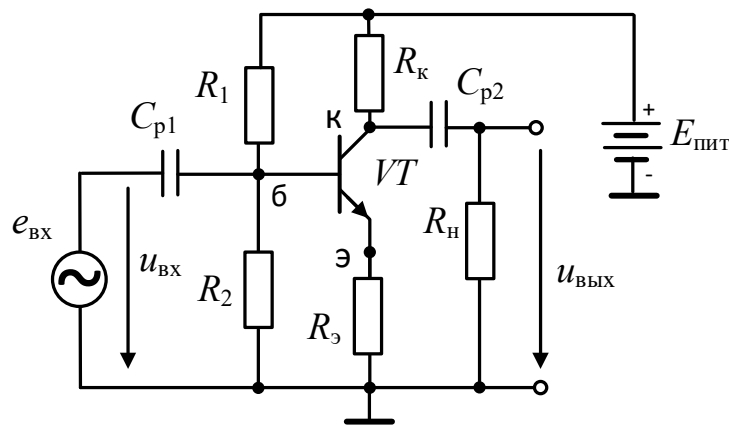 R₁
Rк
Cр1
Cр2
к
+
Eпит
-
VT
б
eвх
uвх
R₂
э
Rэ
Rн
uвых